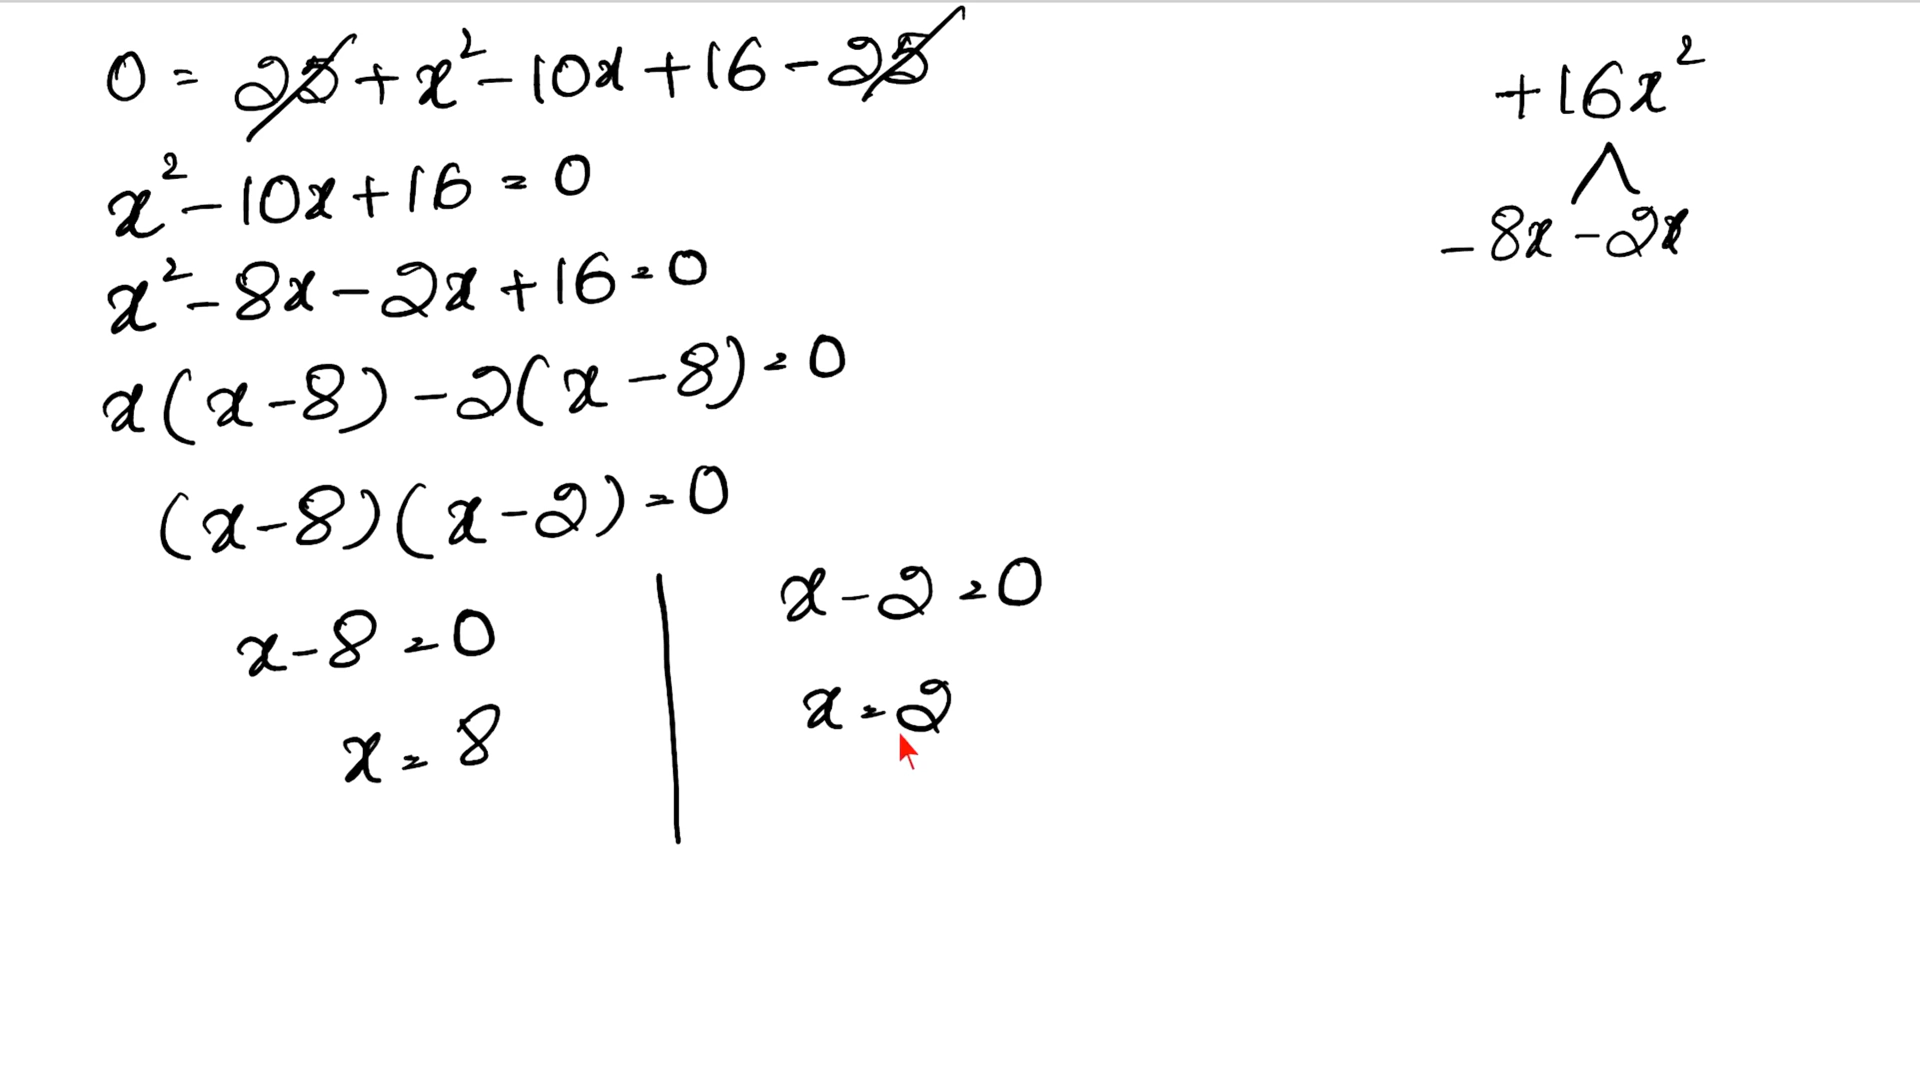 0 = 25 + x² - 10x + 16 - 25
x² - 10x + 16 = 0
x² - 8x - 2x + 16 = 0
x(x - 8) - 2(x - 8) = 0
(x - 8)(x - 2) = 0
x - 8 = 0
x = 8
x - 2 = 0
x = 2
+16x²
- 8x - 2x